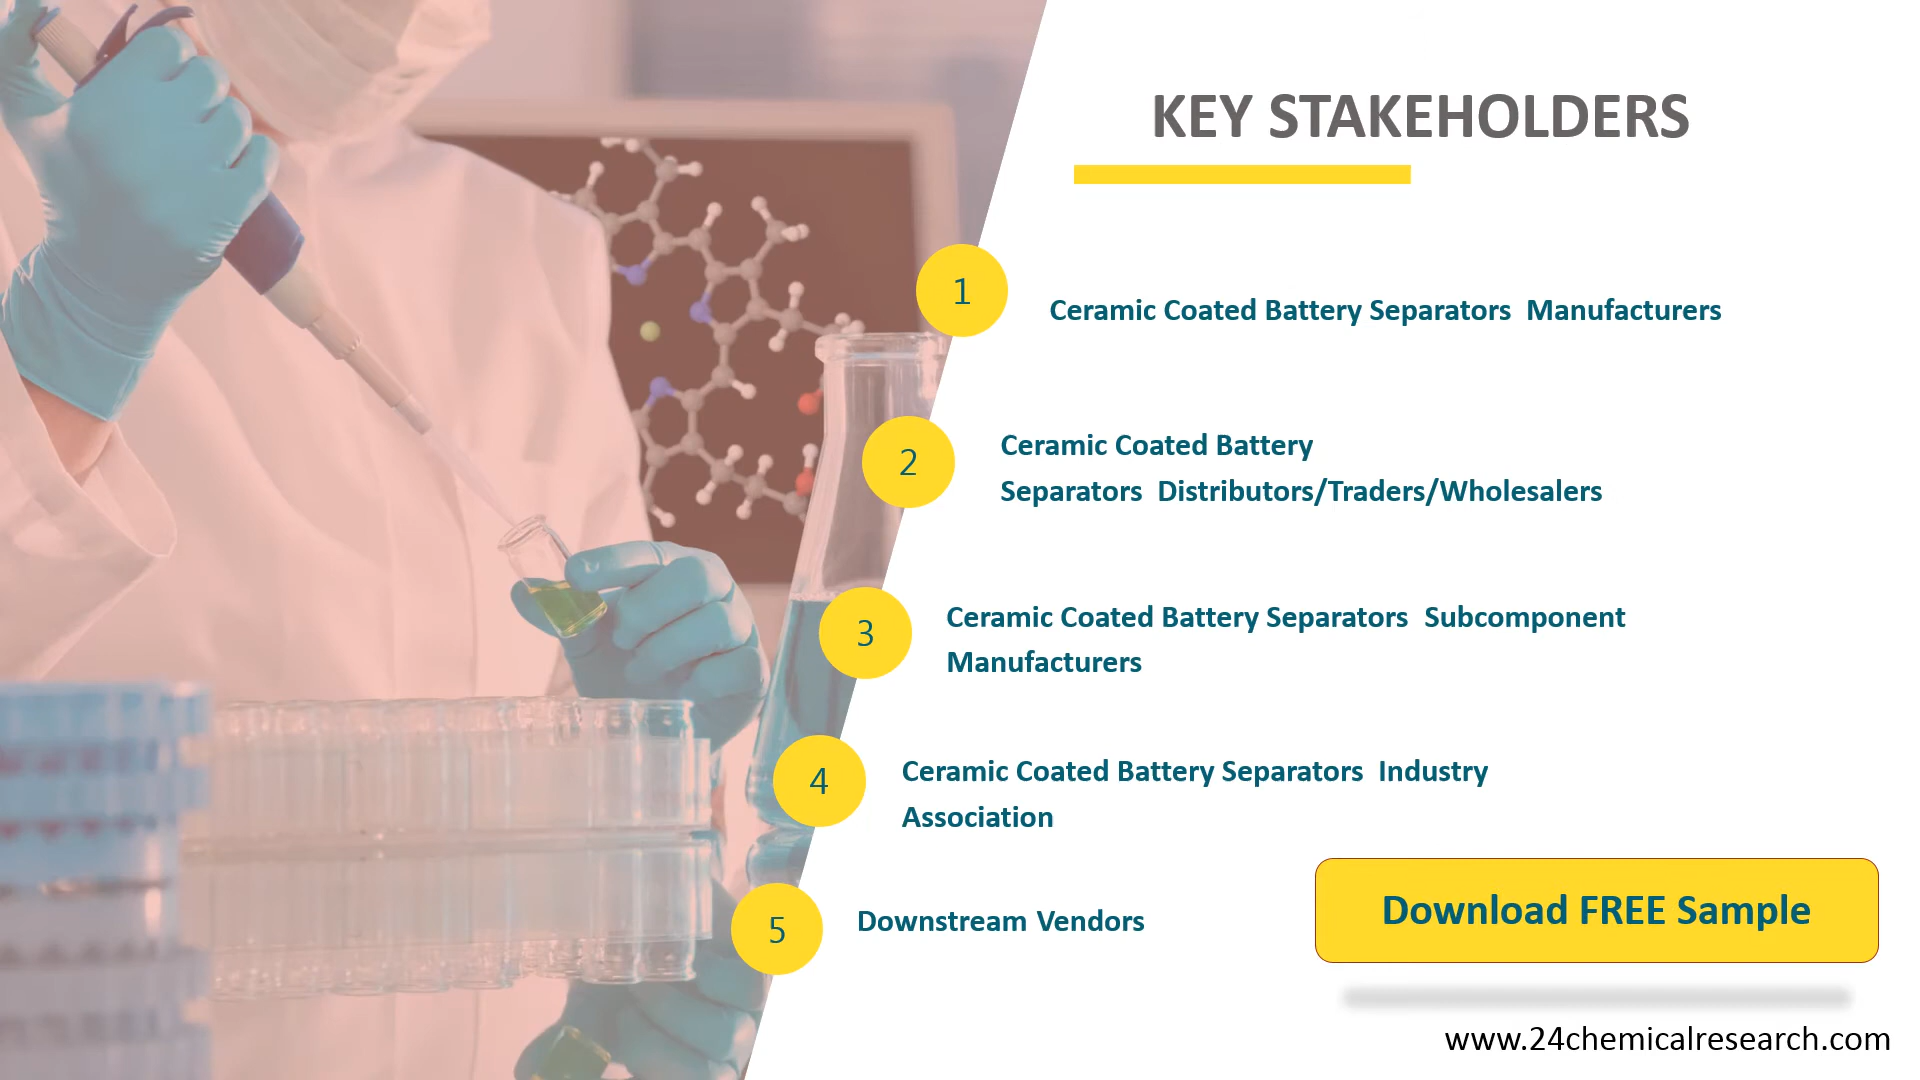 KEY STAKEHOLDERS
1
Ceramic Coated Battery Separators  Manufacturers
2
Ceramic Coated Battery
Separators  Distributors/Traders/Wholesalers
3
Ceramic Coated Battery Separators  Subcomponent
Manufacturers
4
Ceramic Coated Battery Separators  Industry
Association
5
Downstream Vendors
Download FREE Sample
www.24chemicalresearch.com